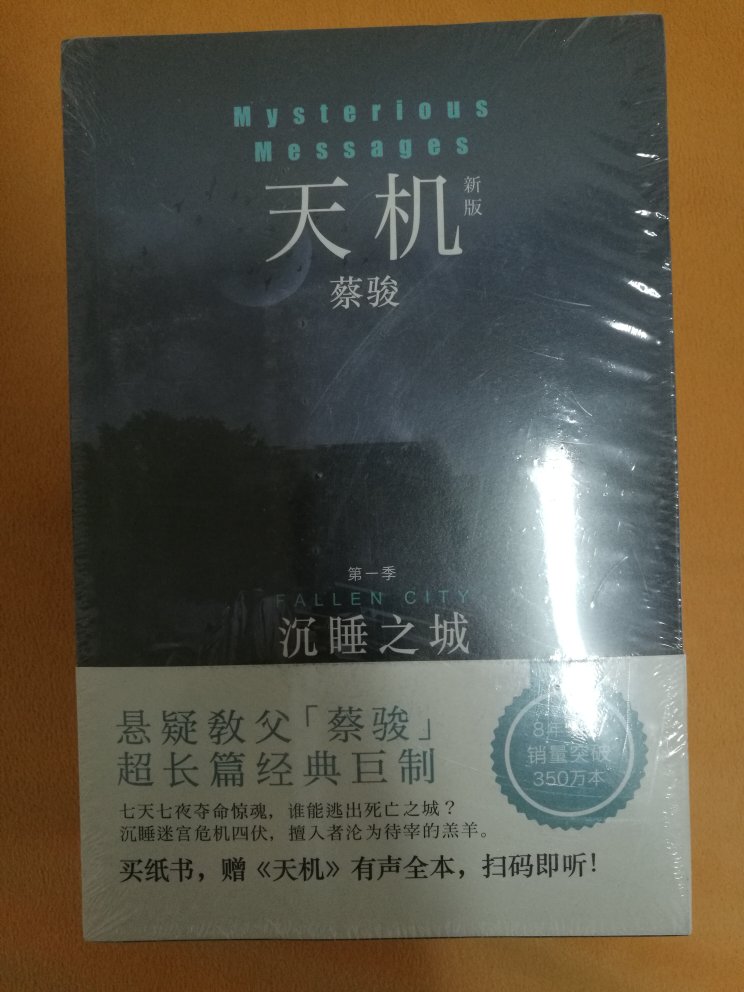 Mysterious
Messages
天机
新版
蔡骏
第一季
FALLEN CITY
沉睡之城
悬疑教父「蔡骏」
超长篇经典巨制
七天七夜夺命惊魂，谁能逃出死亡之城？
沉睡迷宫危机四伏，擅入者沦为待宰的羔羊。
买纸书，赠《天机》有声全本，扫码即听！
8年
销量突破
350万本